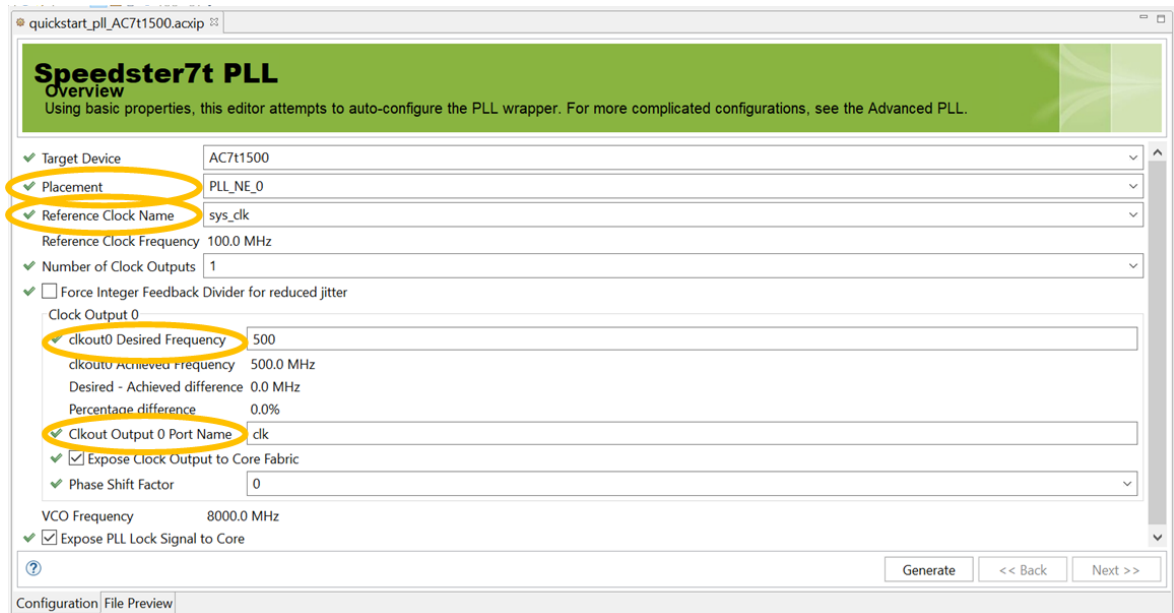 quickstart_pll_AC7t1500.acxip
Speedster7t PLL
Overview
Using basic properties, this editor attempts to auto-configure the PLL wrapper. For more complicated configurations, see the Advanced PLL.
Target Device AC7t1500
Placement PLL_NE_0
Reference Clock Name sys_clk
Reference Clock Frequency 100.0 MHz
Number of Clock Outputs 1
Force Integer Feedback Divider for reduced jitter
Clock Output 0
clkout0 Desired Frequency 500
clkout0 Achieved Frequency 500.0 MHz
Desired - Achieved difference 0.0 MHz
Percentage difference 0.0%
Clkout Output 0 Port Name clk
Expose Clock Output to Core Fabric
Phase Shift Factor 0
VCO Frequency 8000.0 MHz
Expose PLL Lock Signal to Core
Generate << Back Next >>
Configuration File Preview